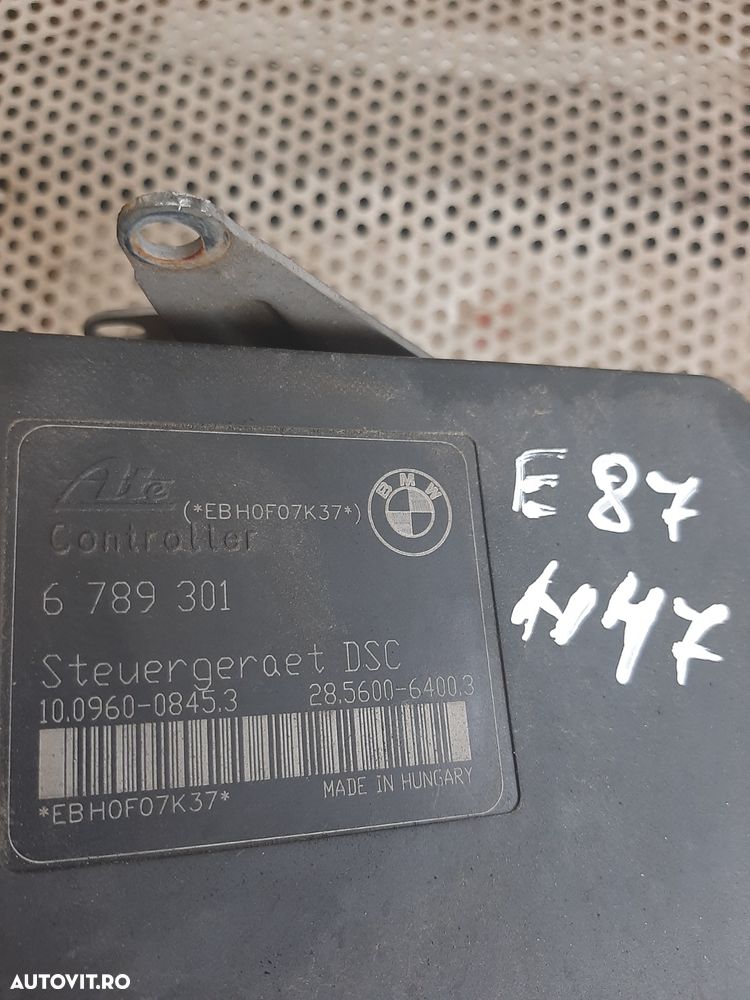 Ate
(*EBH0F07K37*)
BMW
Controller
6 789 301
Steuergeraet DSC
10.0960-0845.3 28.5600-6400.3
*EBH0F07K37*
MADE IN HUNGARY
E87
N47
AUTOVIT.RO